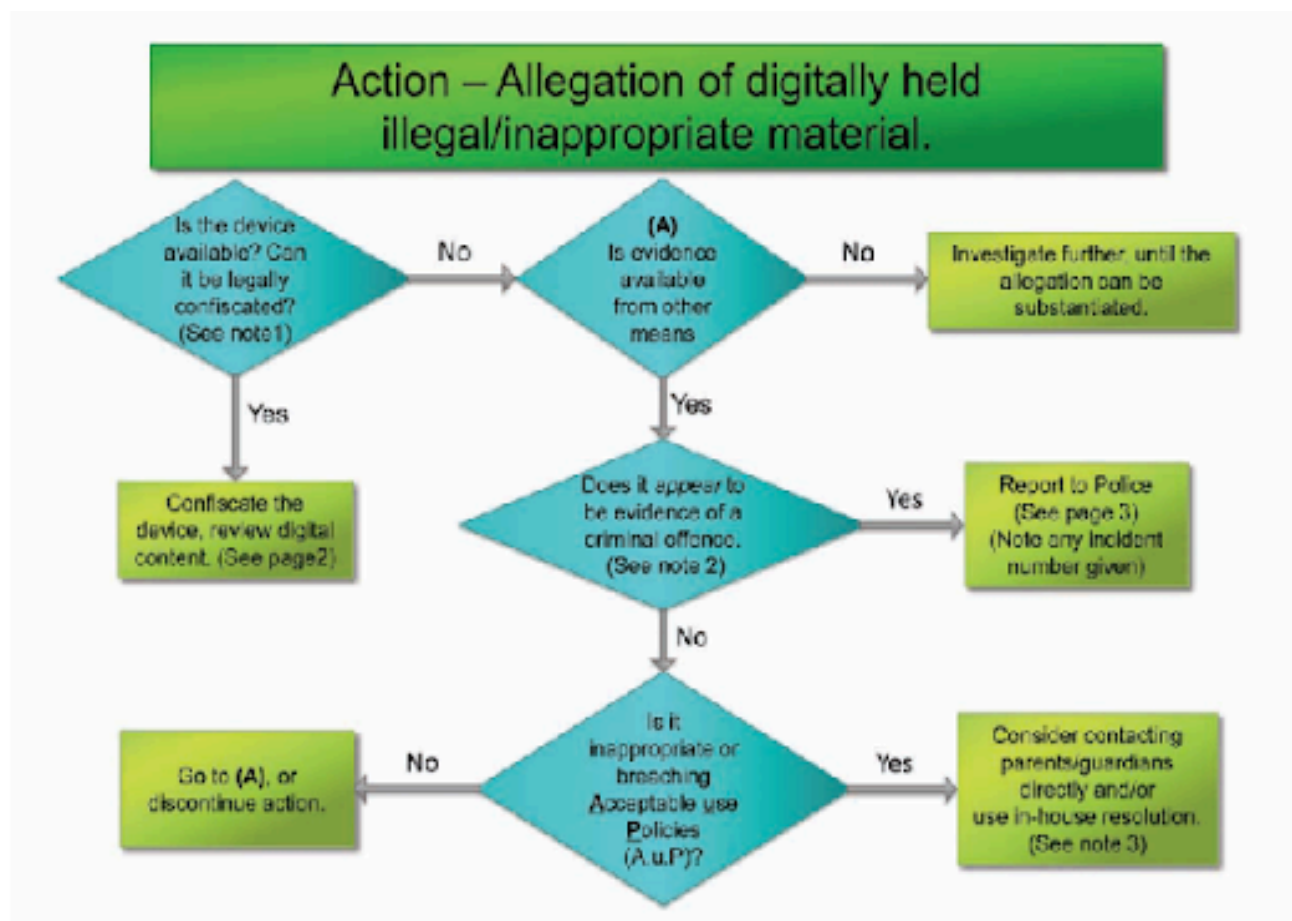 Action – Allegation of digitally held
illegal/inappropriate material.
Is the device
available? Can
it be legally
confiscated?
(See note1)
No
(A)
Is evidence
available
from other
means
No
Investigate further, until the
allegation can be
substantiated.
Yes
Confiscate the
device, review digital
content. (See page2)
Yes
Does it appear to
be evidence of a
criminal offence.
(See note 2)
Yes
Report to Police
(See page 3)
(Note any incident
number given)
No
Is it
inappropriate or
breaching
Acceptable use
Policies
(A.u.P)?
No
Go to (A), or
discontinue action.
Yes
Consider contacting
parents/guardians
directly and/or
use in-house resolution.
(See note 3)